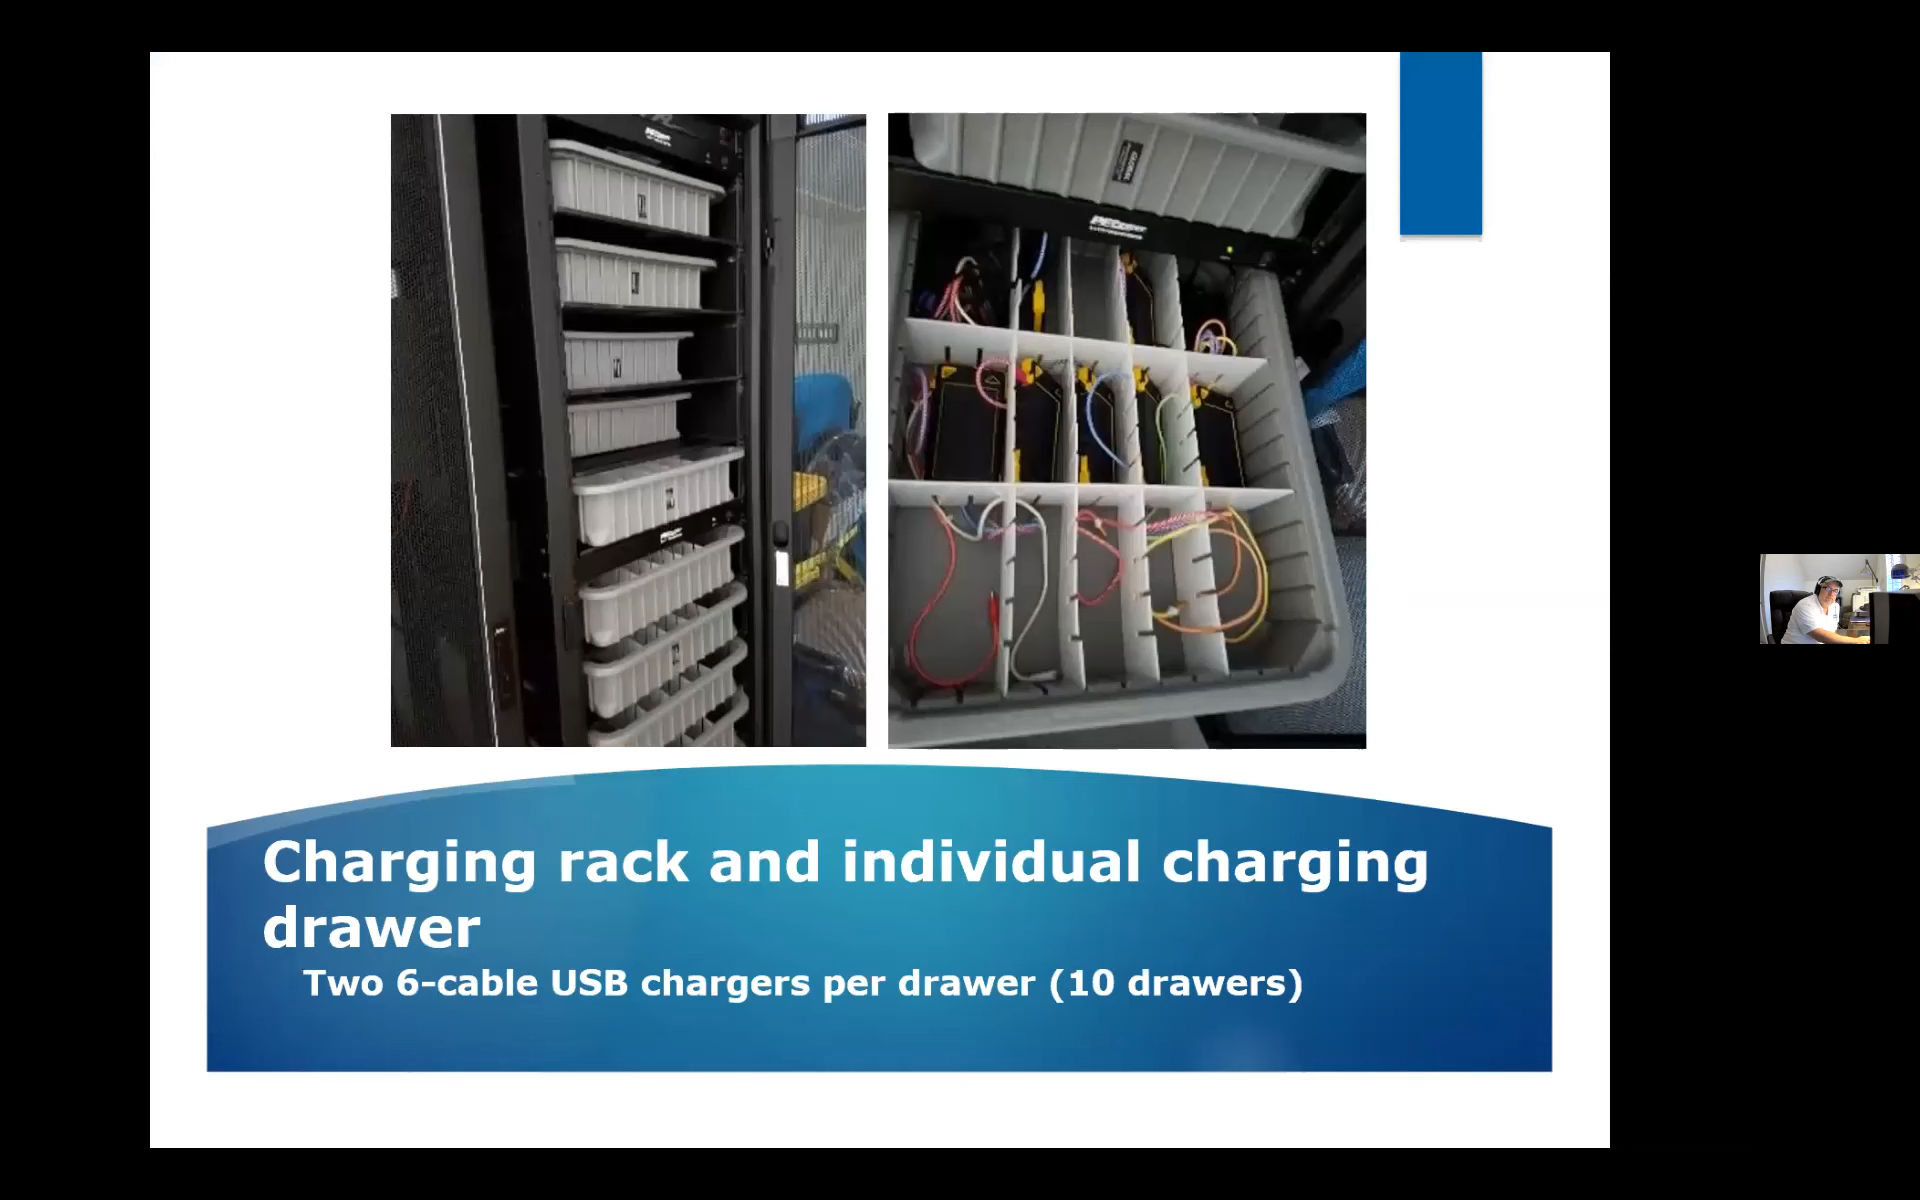 Charging rack and individual charging
drawer
Two 6-cable USB chargers per drawer (10 drawers)